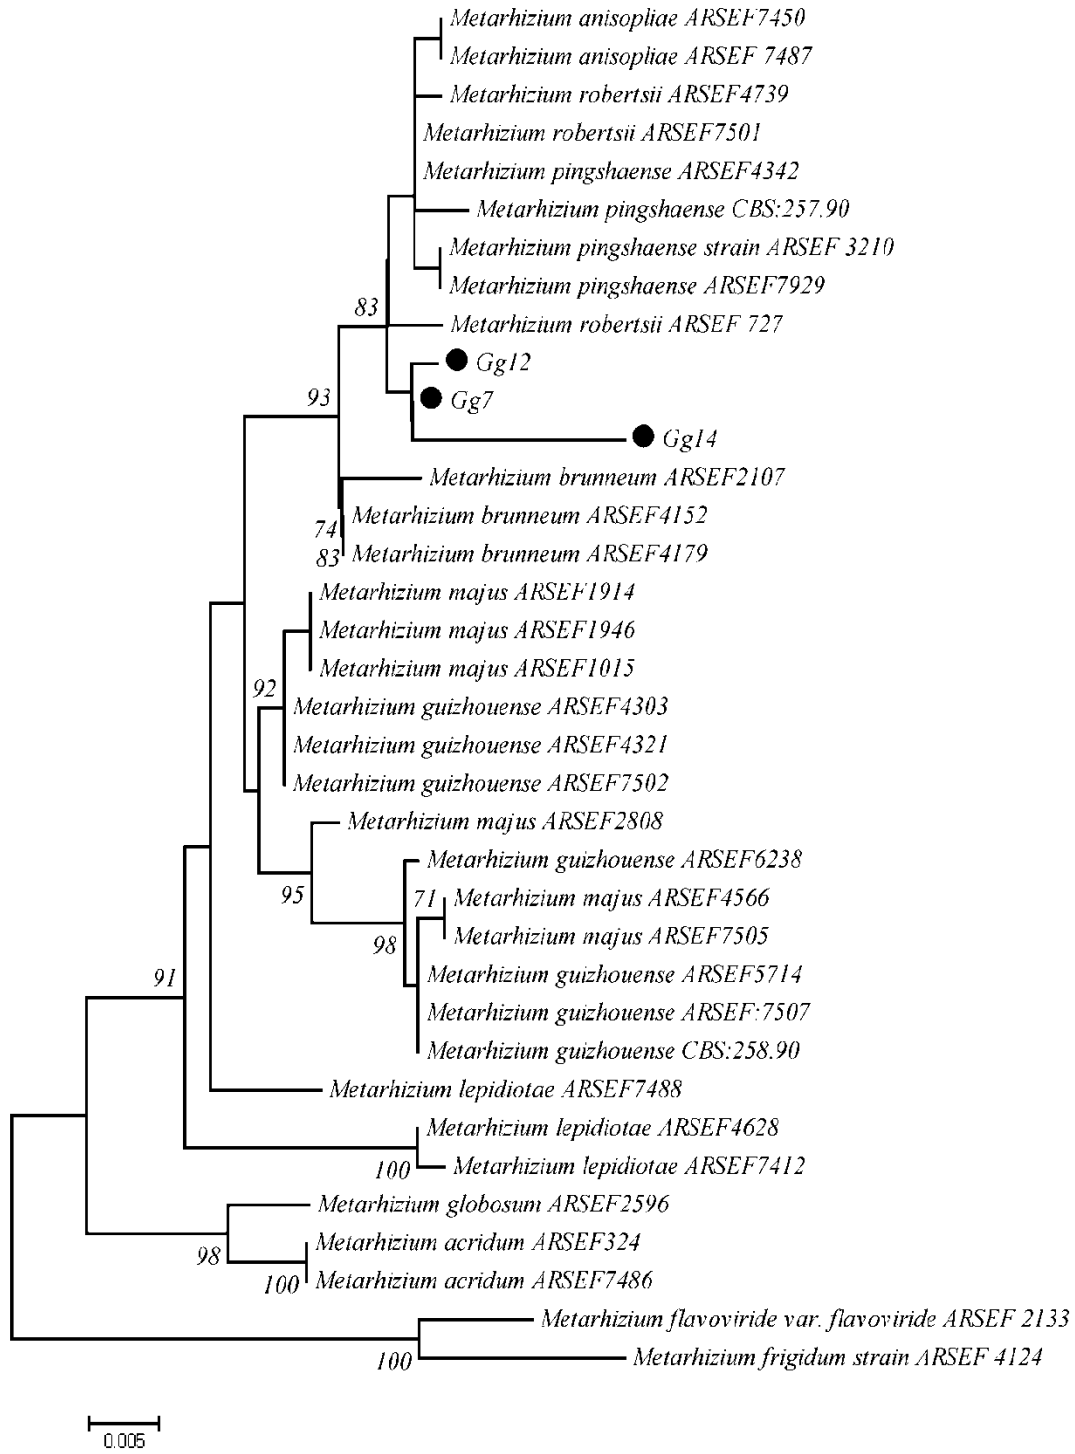 Metarhizium anisopliae ARSEF7450
Metarhizium anisopliae ARSEF 7487
Metarhizium robertsii ARSEF4739
Metarhizium robertsii ARSEF7501
Metarhizium pingshaense ARSEF4342
Metarhizium pingshaense CBS:257.90
Metarhizium pingshaense strain ARSEF 3210
Metarhizium pingshaense ARSEF7929
83
Metarhizium robertsii ARSEF 727
Gg12
93
Gg7
Gg14
Metarhizium brunneum ARSEF2107
Metarhizium brunneum ARSEF4152
74
Metarhizium brunneum ARSEF4179
83
Metarhizium majus ARSEF1914
Metarhizium majus ARSEF1946
Metarhizium majus ARSEF1015
92
Metarhizium guizhouense ARSEF4303
Metarhizium guizhouense ARSEF4321
Metarhizium guizhouense ARSEF7502
Metarhizium majus ARSEF2808
Metarhizium guizhouense ARSEF6238
95
71
Metarhizium majus ARSEF4566
Metarhizium majus ARSEF7505
98
Metarhizium guizhouense ARSEF5714
91
Metarhizium guizhouense ARSEF:7507
Metarhizium guizhouense CBS:258.90
Metarhizium lepidiotae ARSEF7488
Metarhizium lepidiotae ARSEF4628
Metarhizium lepidiotae ARSEF7412
100
Metarhizium globosum ARSEF2596
Metarhizium acridum ARSEF324
98
Metarhizium acridum ARSEF7486
100
Metarhizium flavoviride var. flavoviride ARSEF 2133
Metarhizium frigidum strain ARSEF 4124
100
0.005